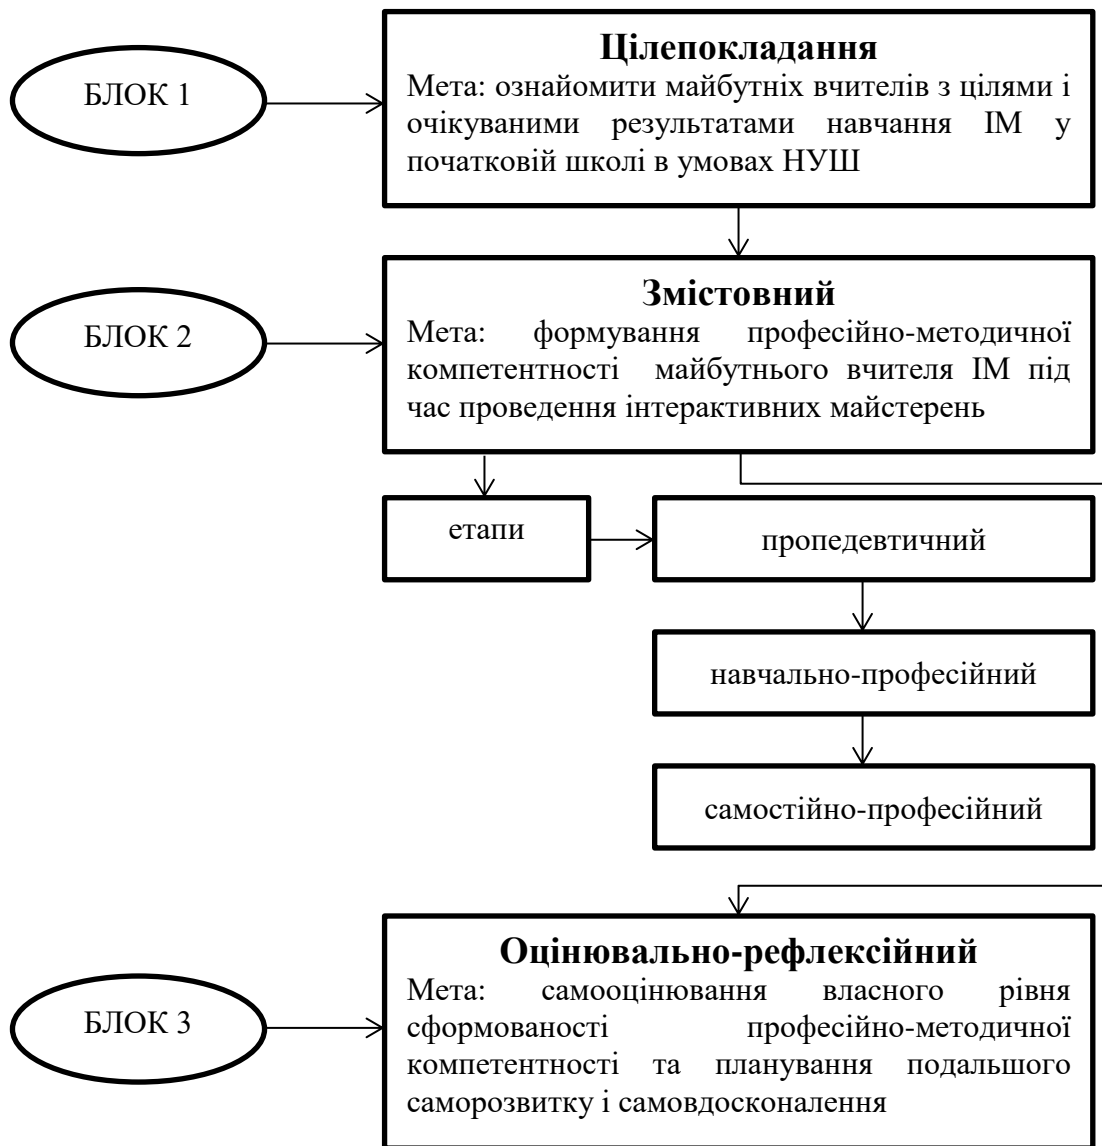 БЛОК 1
Цілепокладання
Мета: ознайомити майбутніх вчителів з цілями і
очікуваними результатами навчання ІМ у
початковій школі в умовах НУШ
БЛОК 2
Змістовний
Мета: формування професійно-методичної
компетентності майбутнього вчителя ІМ під
час проведення інтерактивних майстерень
етапи
пропедевтичний
навчально-професійний
самостійно-професійний
БЛОК 3
Оцінювально-рефлексійний
Мета: самооцінювання власного рівня
сформованості професійно-методичної
компетентності та планування подальшого
саморозвитку і самовдосконалення